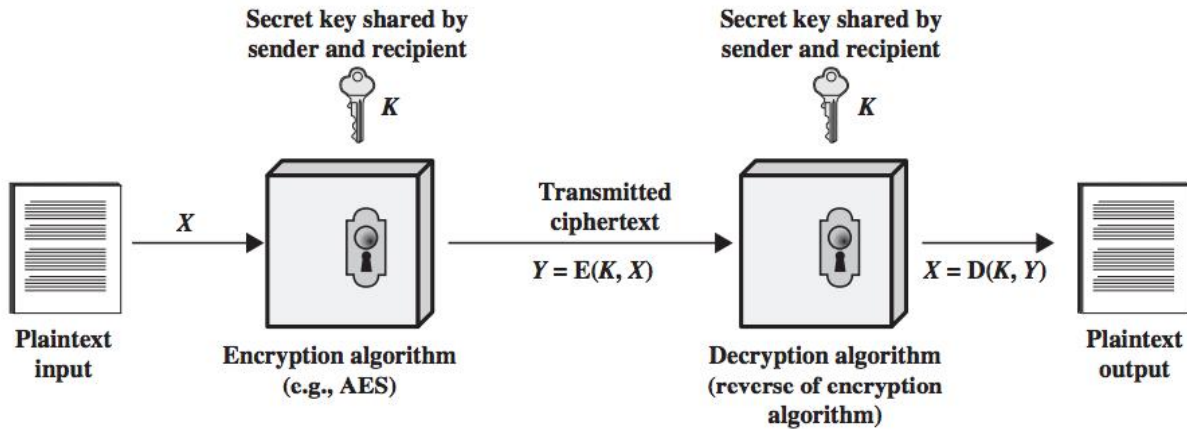 Secret key shared by
sender and recipient
K
Secret key shared by
sender and recipient
K
X
Transmitted
ciphertext
Y = E(K, X)
X = D(K, Y)
Plaintext
input
Encryption algorithm
(e.g., AES)
Decryption algorithm
(reverse of encryption
algorithm)
Plaintext
output